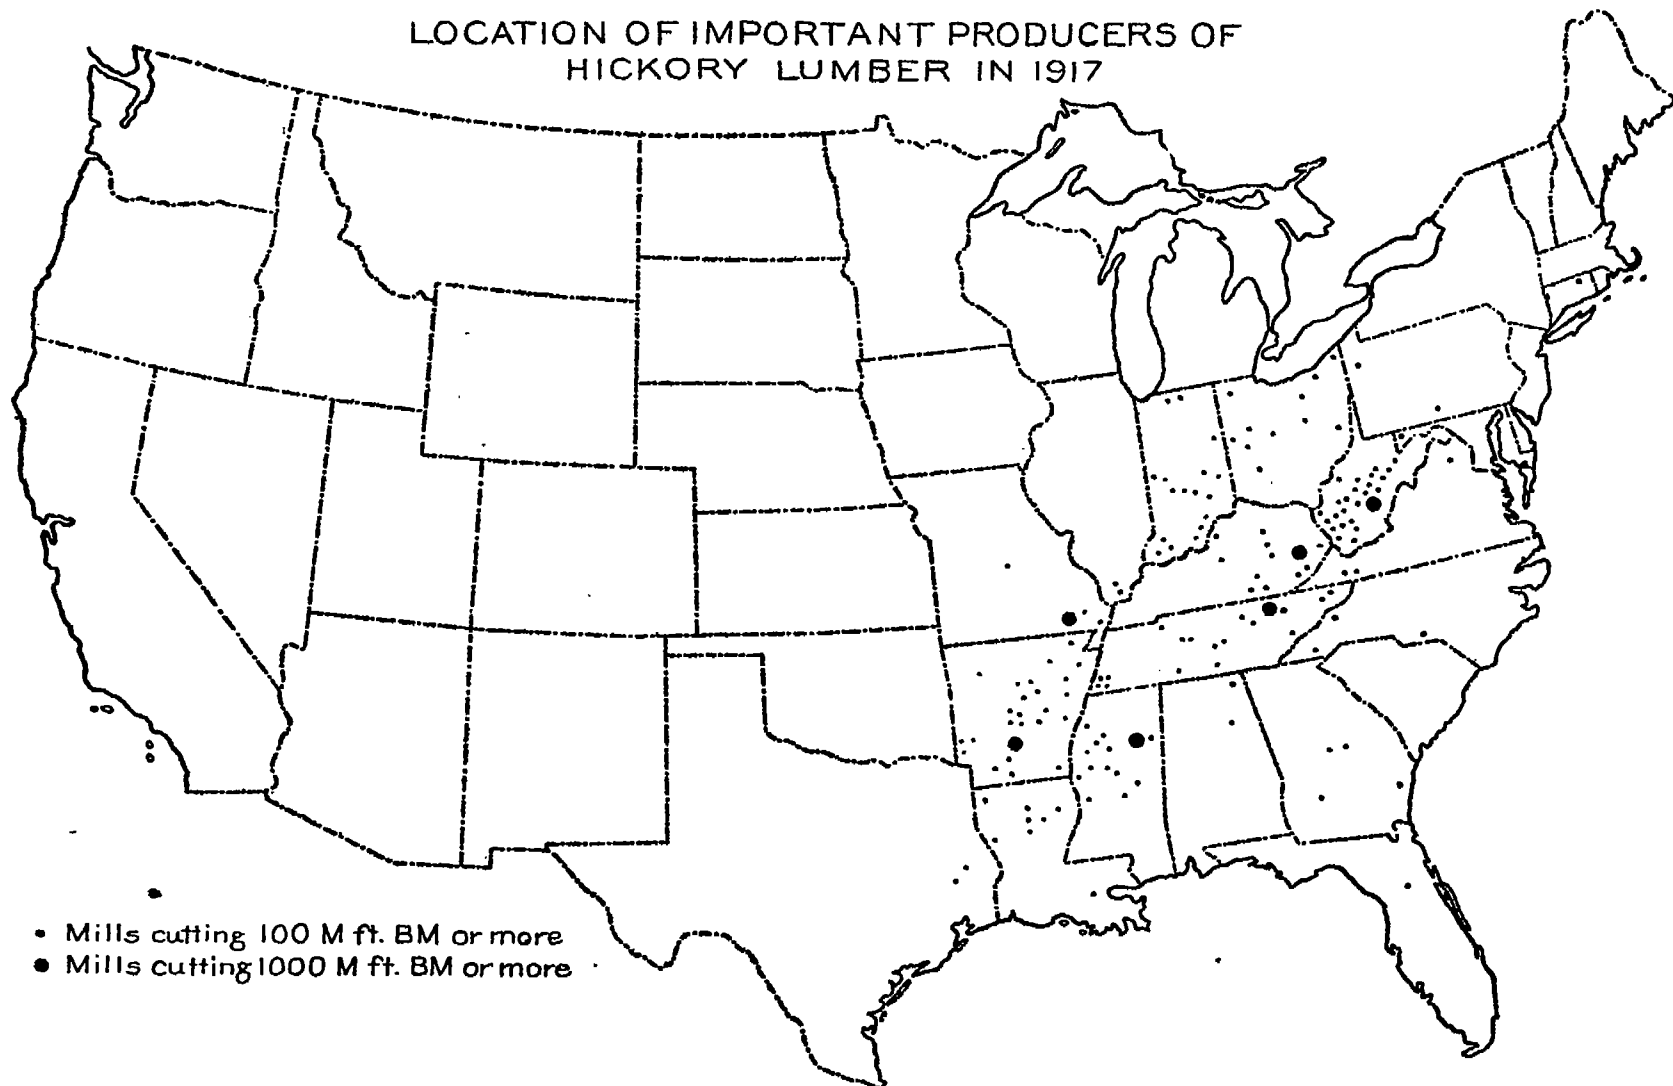 LOCATION OF IMPORTANT PRODUCERS OF
HICKORY LUMBER IN 1917
Mills cutting 100 M ft. BM or more
Mills cutting 1000 M ft. BM or more